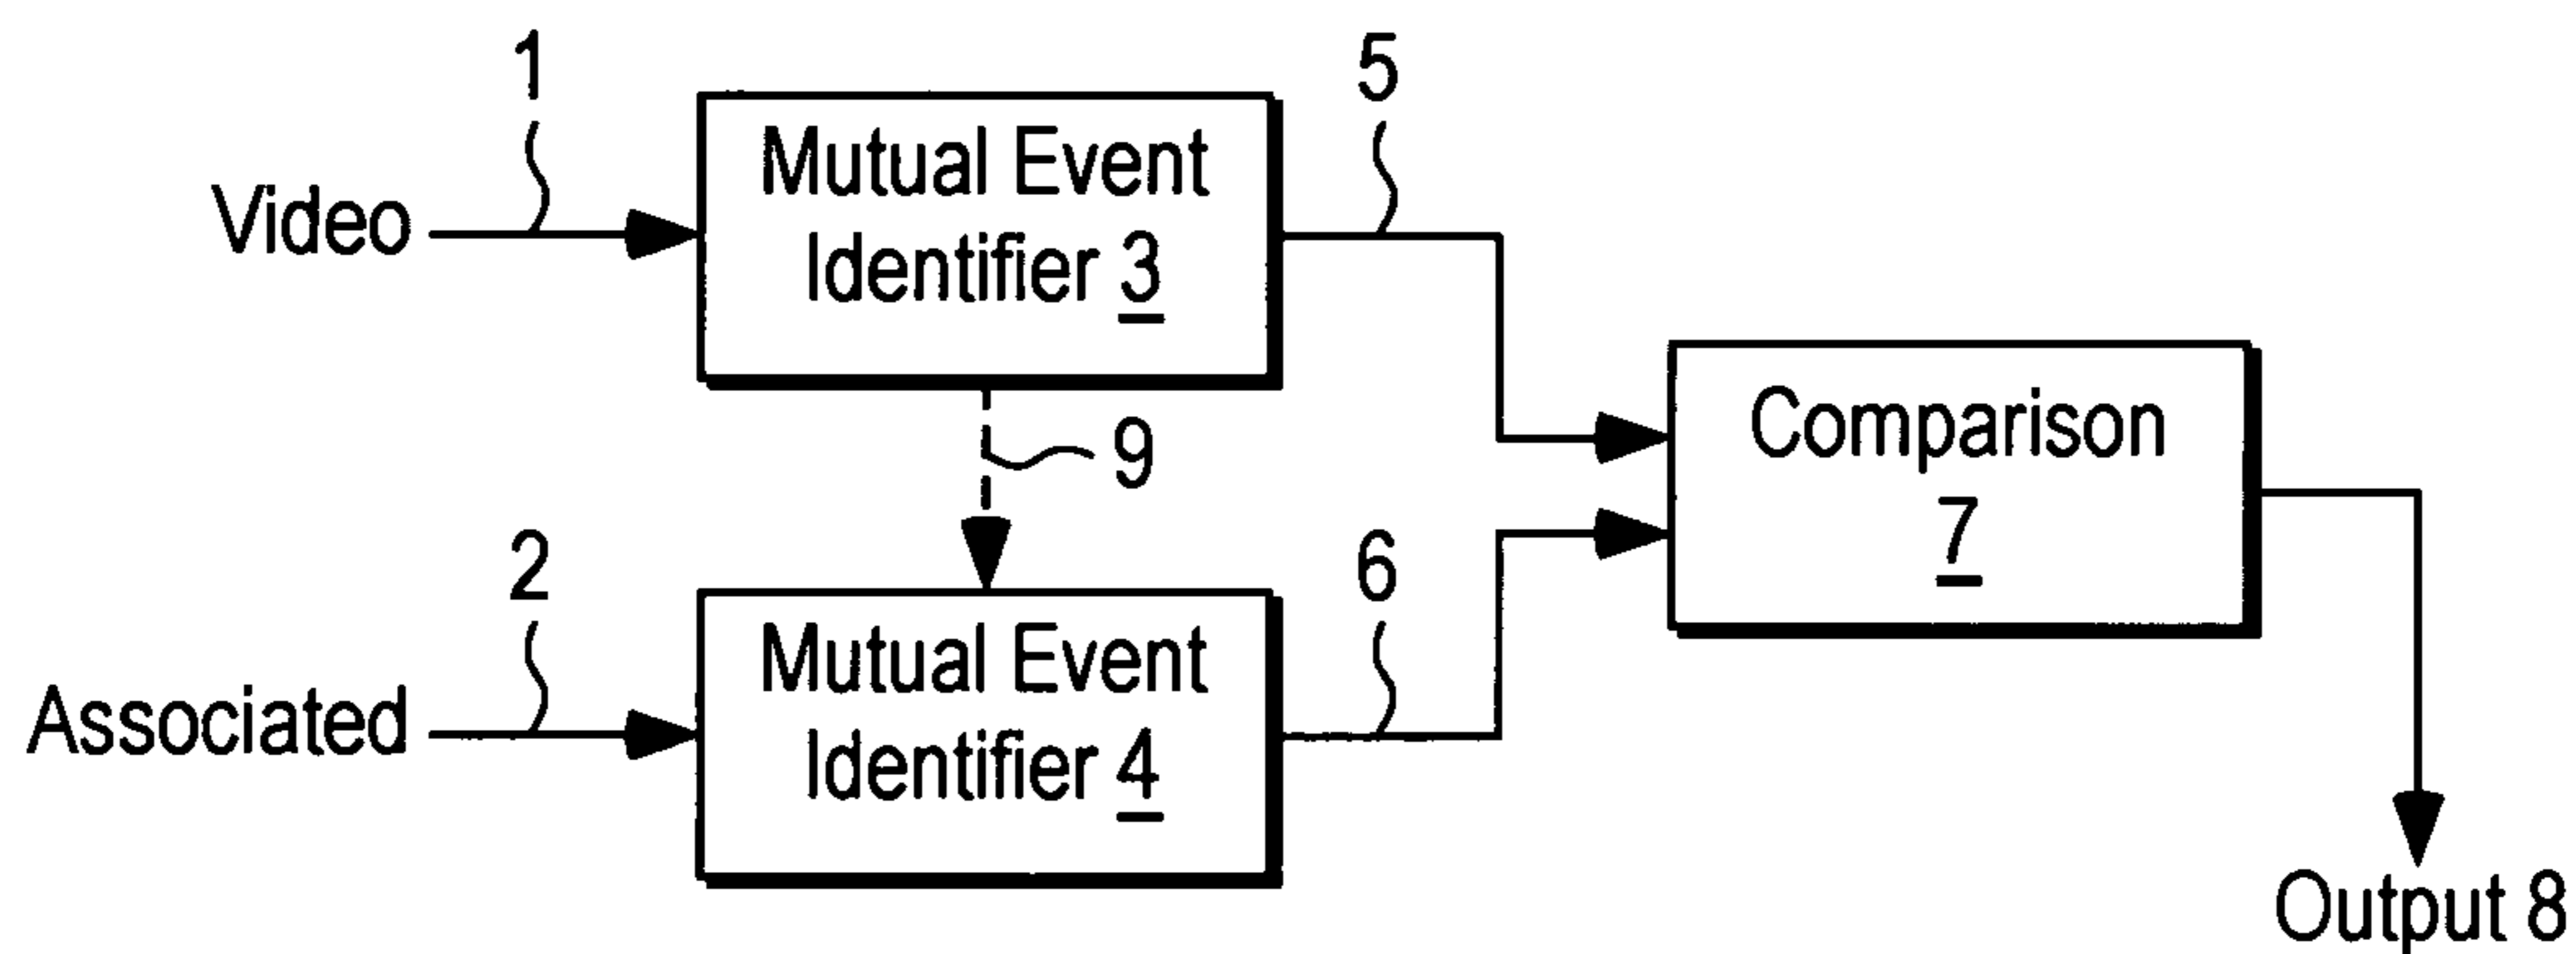 1
5
Video
Mutual Event
Identifier 3
Comparison
7
9
2
6
Associated
Mutual Event
Identifier 4
Output 8